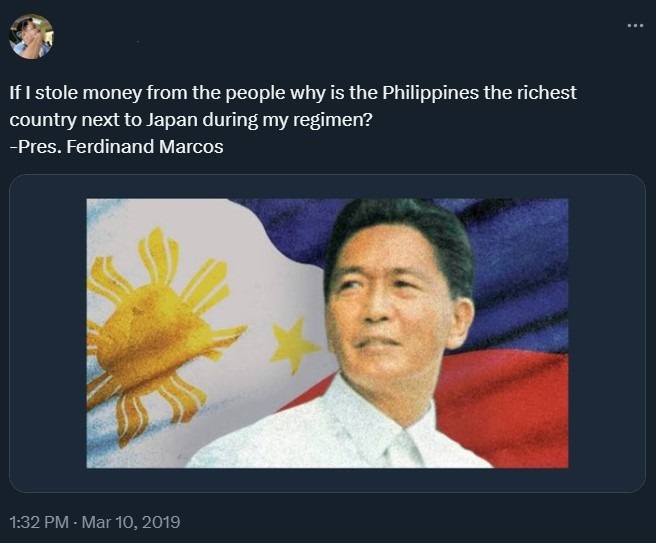 If I stole money from the people why is the Philippines the richest
country next to Japan during my regimen?
-Pres. Ferdinand Marcos
1:32 PM · Mar 10, 2019